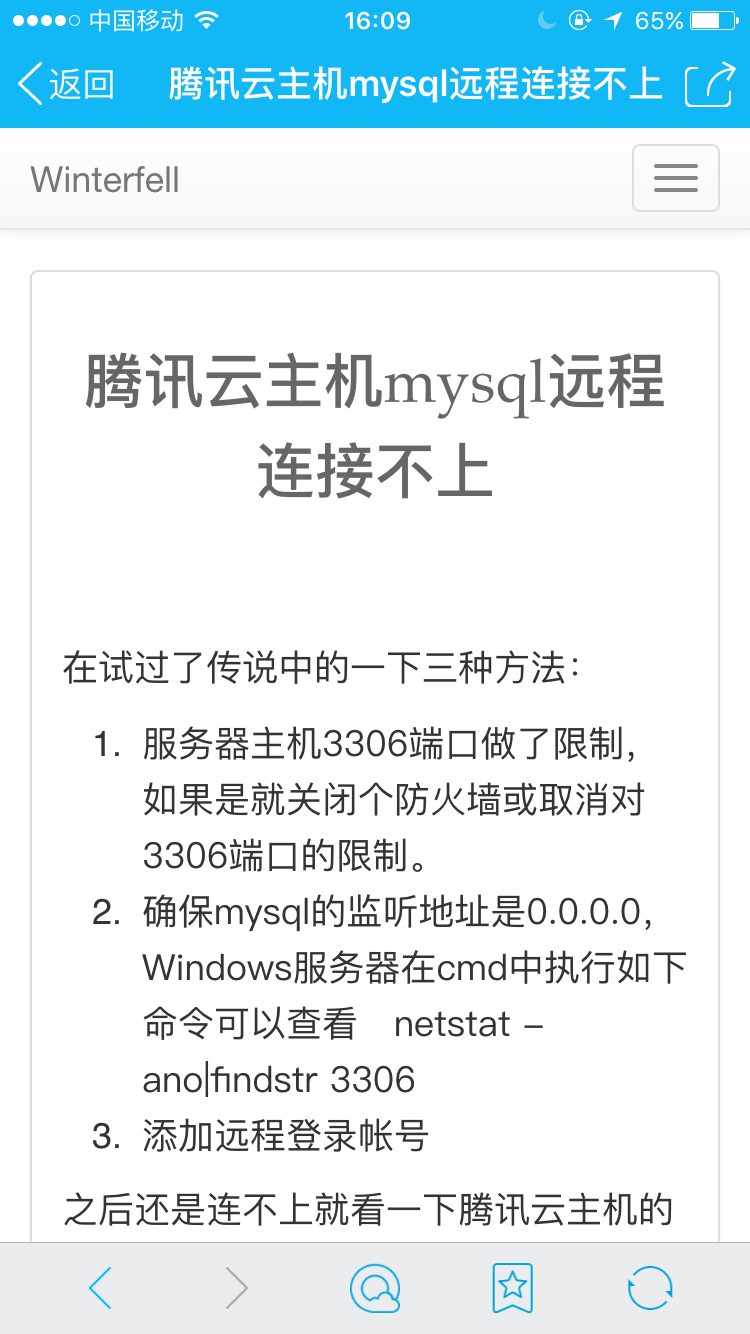 中国移动 16:09 65%
返回 腾讯云主机mysql远程连接不上
Winterfell
腾讯云主机mysql远程
连接不上
在试过了传说中的一下三种方法：
1. 服务器主机3306端口做了限制，
如果是就关闭个防火墙或取消对
3306端口的限制。
2. 确保mysql的监听地址是0.0.0.0，
Windows服务器在cmd中执行如下
命令可以查看　netstat –
ano|findstr 3306
3. 添加远程登录帐号
之后还是连不上就看一下腾讯云主机的